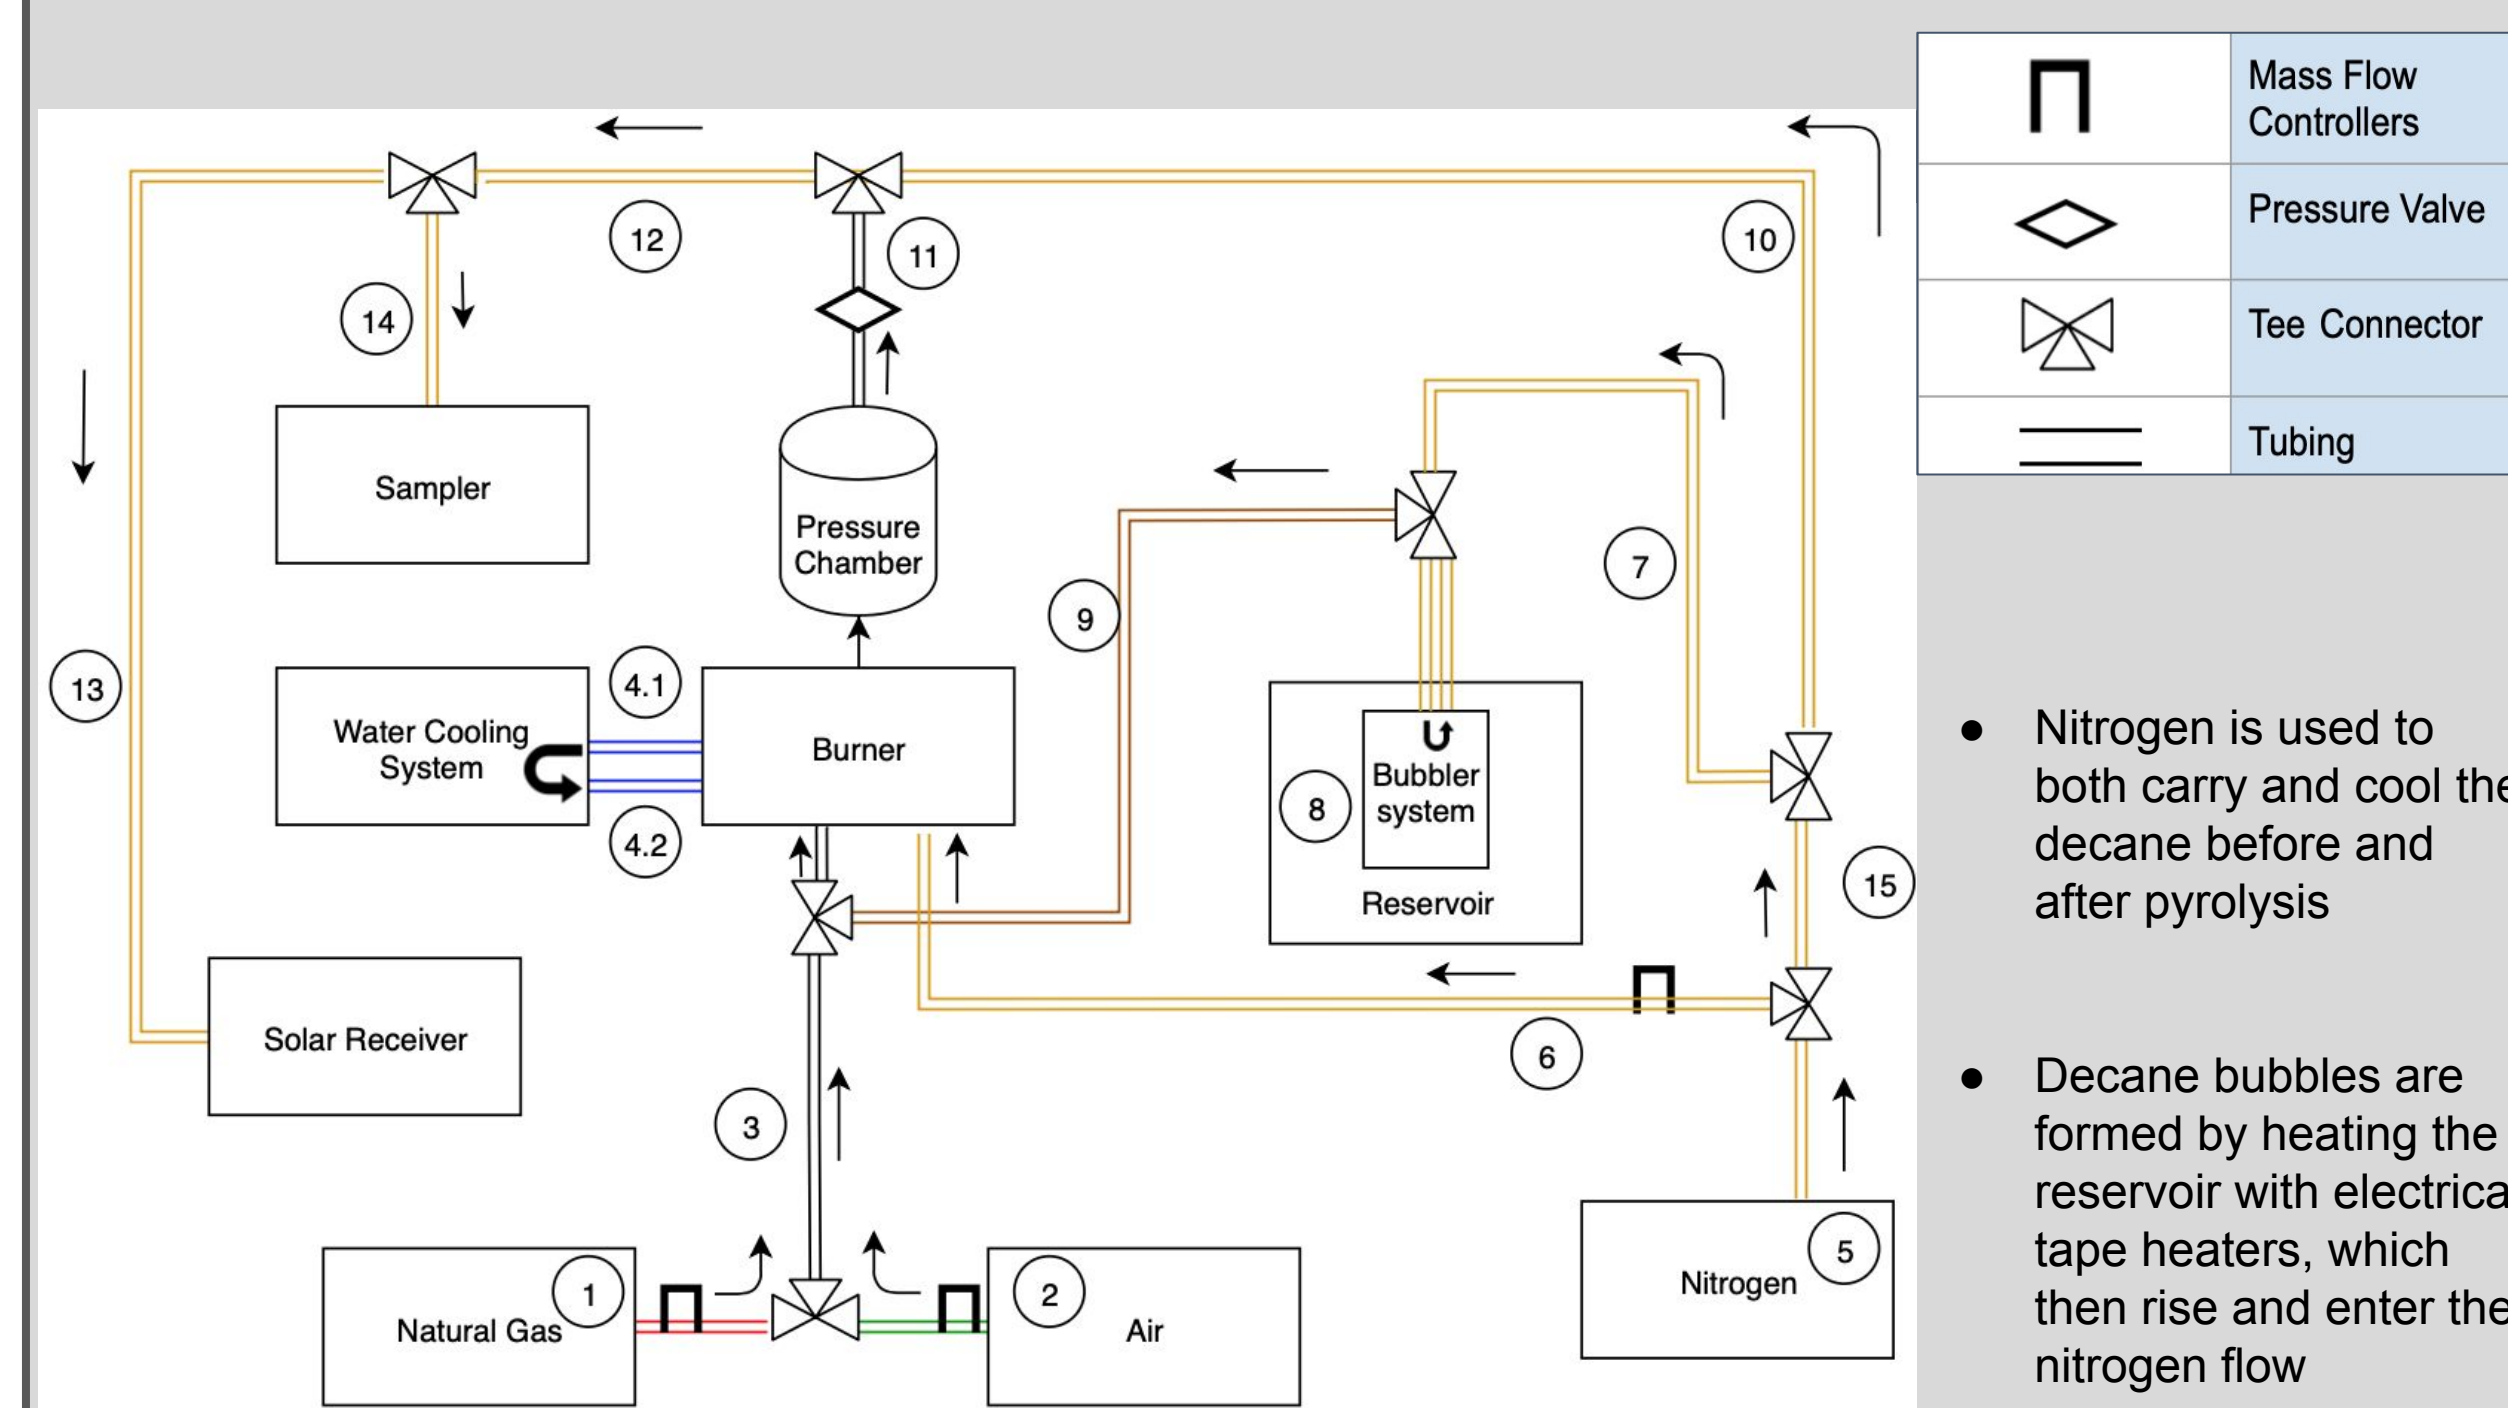 Mass Flow
Controllers
Pressure Valve
Tee Connector
Tubing
12
11
10
14
Sampler
Pressure
Chamber
7
9
13
4.1
Water Cooling
System
Burner
4.2
8
Bubbler
system
Reservoir
15
6
Solar Receiver
3
1
Natural Gas
2
Air
5
Nitrogen
● Nitrogen is used to
both carry and cool the
decane before and
after pyrolysis
● Decane bubbles are
formed by heating the
reservoir with electrica
tape heaters, which
then rise and enter the
nitrogen flow